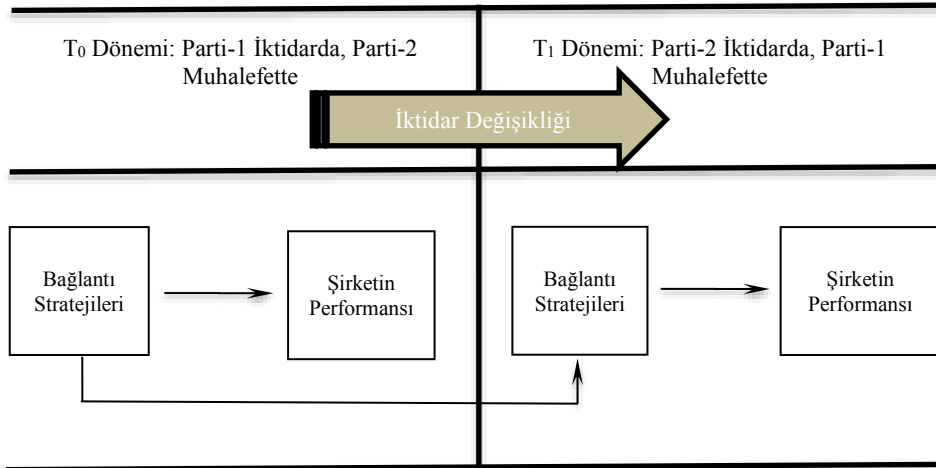 T₀ Dönemi: Parti-1 İktidarda, Parti-2
Muhalefette
T₁ Dönemi: Parti-2 İktidarda, Parti-1
Muhalefette
İktidar Değişikliği
Bağlantı
Stratejileri
Şirketin
Performansı
Bağlantı
Stratejileri
Şirketin
Performansı